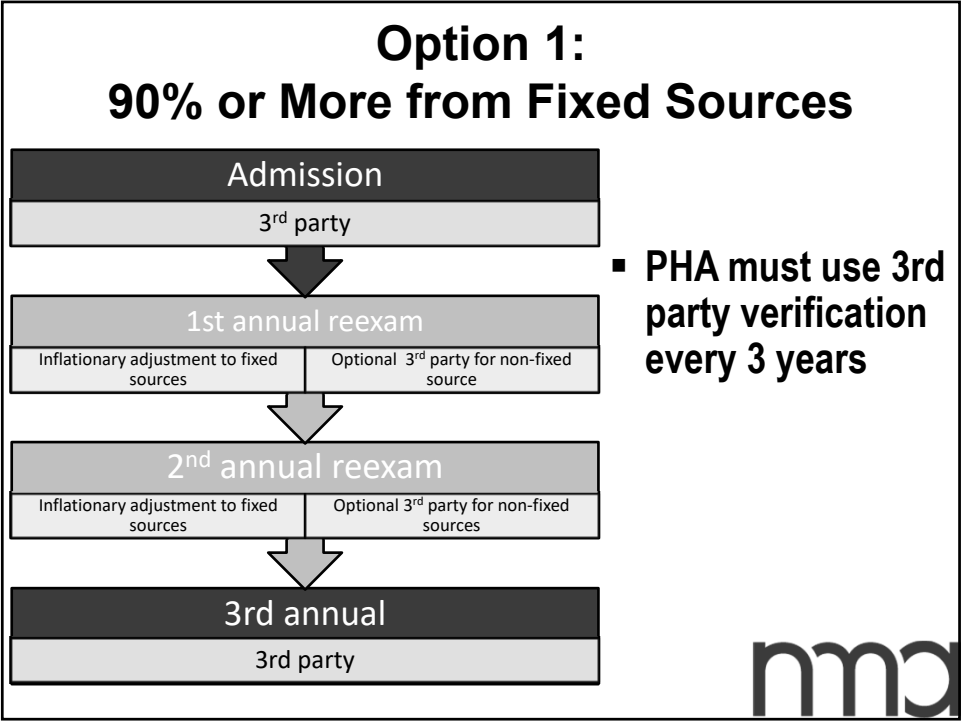 Option 1:
90% or More from Fixed Sources
Admission
3rd party
1st annual reexam
Inflationary adjustment to fixed
sources
Optional 3rd party for non-fixed
source
2nd annual reexam
Inflationary adjustment to fixed
sources
Optional 3rd party for non-fixed
sources
3rd annual
3rd party
▪ PHA must use 3rd
party verification
every 3 years
nma